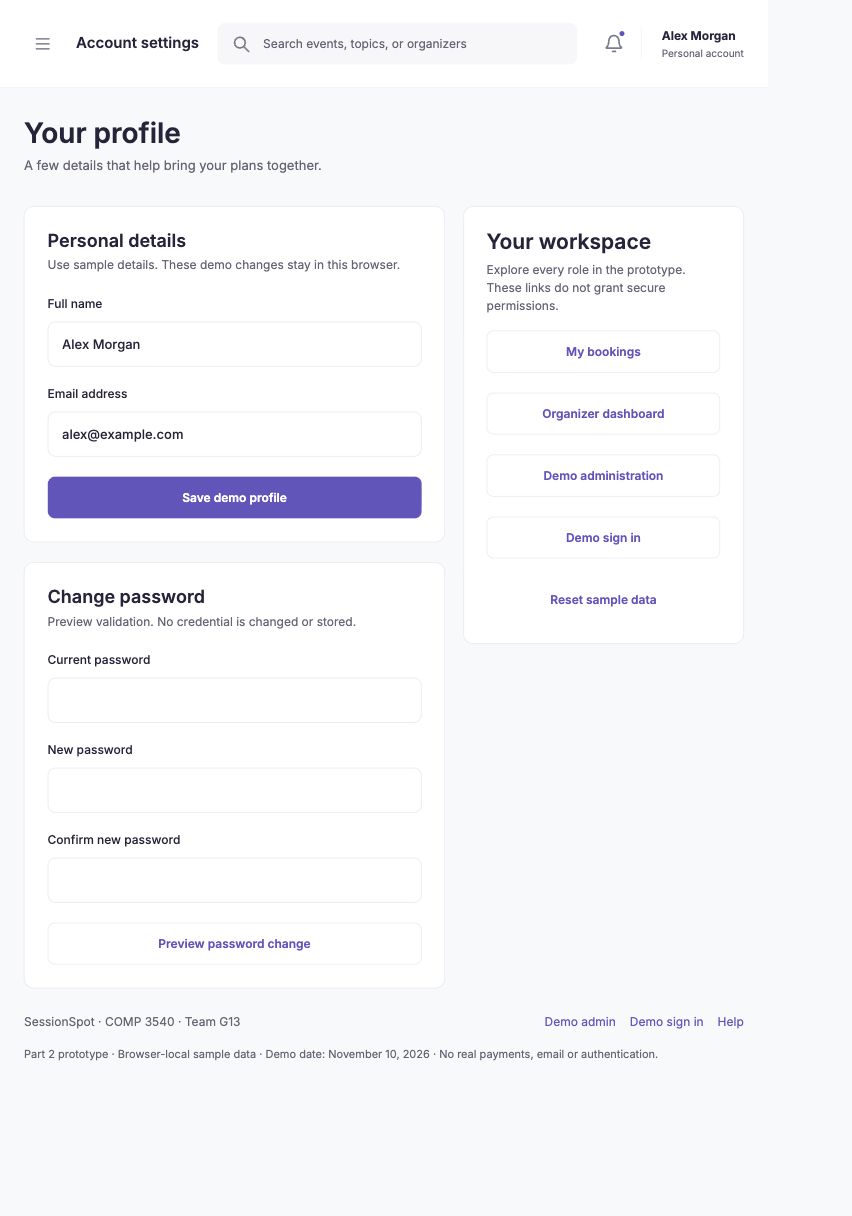 Account settings
Search events, topics, or organizers
Alex Morgan
Personal account
Your profile
A few details that help bring your plans together.
Personal details
Use sample details. These demo changes stay in this browser.
Full name
Alex Morgan
Email address
alex@example.com
Save demo profile
Change password
Preview validation. No credential is changed or stored.
Current password
New password
Confirm new password
Preview password change
Your workspace
Explore every role in the prototype.
These links do not grant secure
permissions.
My bookings
Organizer dashboard
Demo administration
Demo sign in
Reset sample data
SessionSpot · COMP 3540 · Team G13
Demo admin Demo sign in Help
Part 2 prototype · Browser-local sample data · Demo date: November 10, 2026 · No real payments, email or authentication.